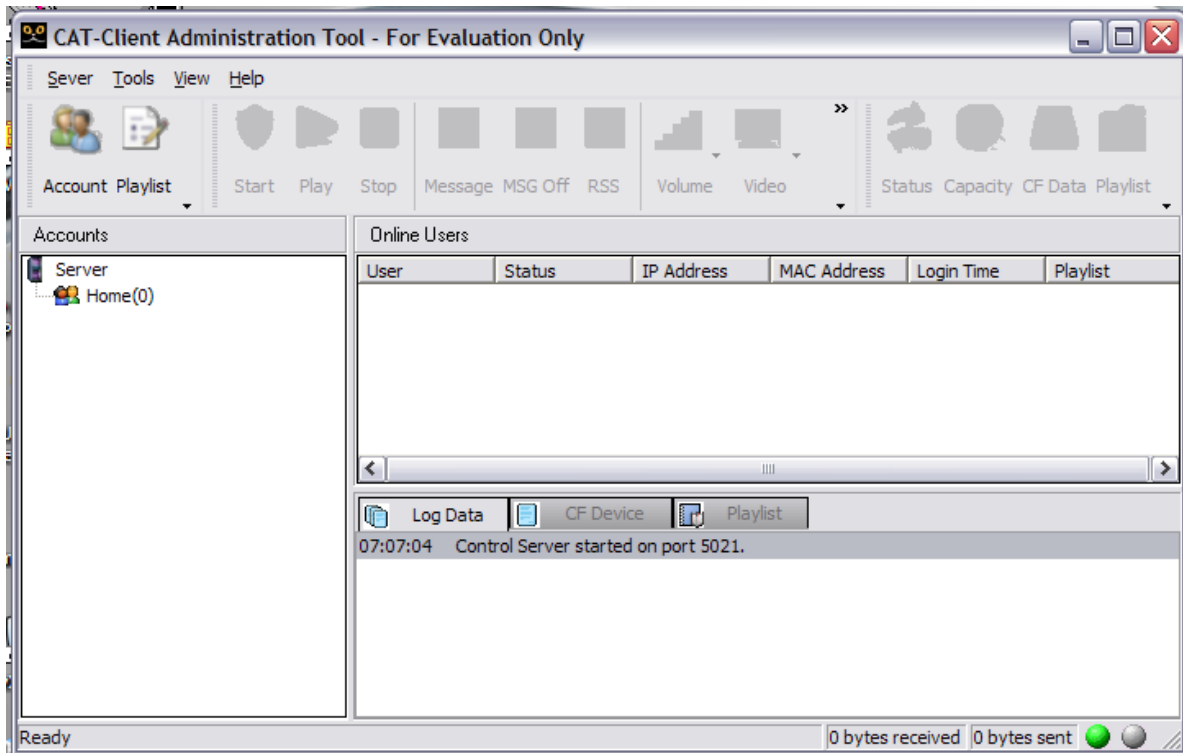 CAT-Client Administration Tool - For Evaluation Only
Sever Tools View Help
Account Playlist Start Play Stop Message MSG Off RSS Volume Video Status Capacity CF Data Playlist
Accounts
Online Users
Server
Home(0)
User Status IP Address MAC Address Login Time Playlist
Log Data CF Device Playlist
07:07:04 Control Server started on port 5021.
Ready
0 bytes received 0 bytes sent